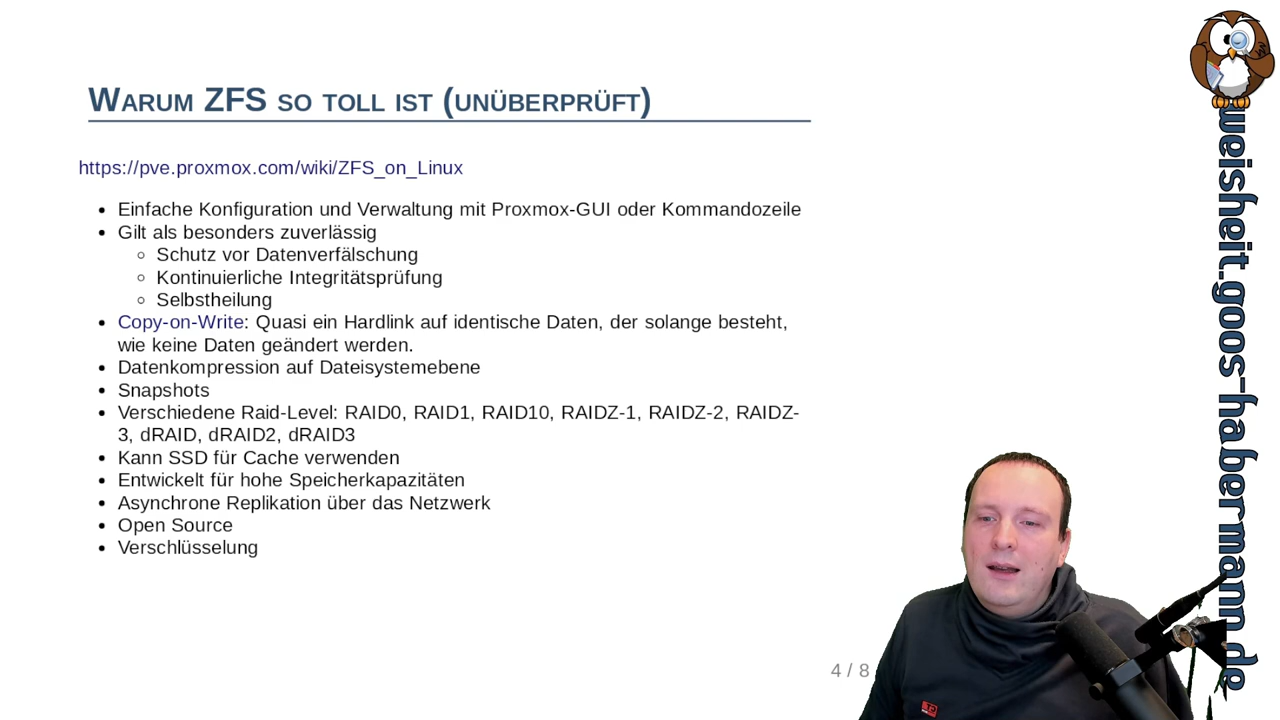 Warum ZFS so toll ist (unüberprüft)
https://pve.proxmox.com/wiki/ZFS_on_Linux
• Einfache Konfiguration und Verwaltung mit Proxmox-GUI oder Kommandozeile
• Gilt als besonders zuverlässig
◦ Schutz vor Datenverfälschung
◦ Kontinuierliche Integritätsprüfung
◦ Selbstheilung
• Copy-on-Write: Quasi ein Hardlink auf identische Daten, der solange besteht,
wie keine Daten geändert werden.
• Datenkompression auf Dateisystemebene
• Snapshots
• Verschiedene Raid-Level: RAID0, RAID1, RAID10, RAIDZ-1, RAIDZ-2, RAIDZ-
3, dRAID, dRAID2, dRAID3
• Kann SSD für Cache verwenden
• Entwickelt für hohe Speicherkapazitäten
• Asynchrone Replikation über das Netzwerk
• Open Source
• Verschlüsselung
4 / 8
weisheit.goos-habermann.de